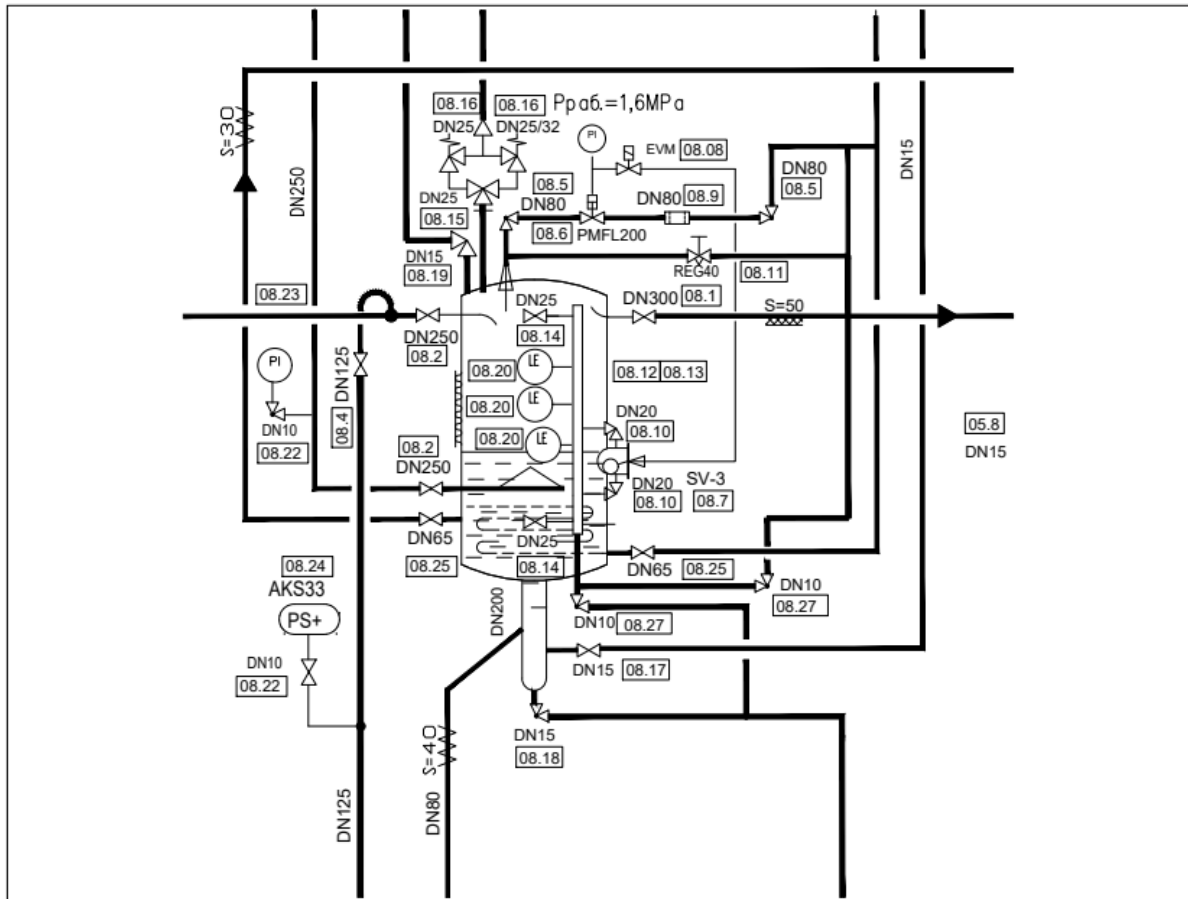 08.16
08.16
Рраб.=1,6МРа
DN25
DN25/32
PI
EVM
08.08
DN15
S=30
DN250
DN80
08.5
08.5
DN80
08.9
DN25
08.15
DN80
08.6
PMFL200
DN15
08.19
REG40
08.11
08.23
08.1
DN25
DN300
S=50
DN250
08.14
08.2
PI
DN125
LE
08.20
08.12
08.13
LE
08.20
08.4
DN10
08.22
DN20
08.10
05.8
DN15
08.2
DN250
08.20
LE
DN20
08.10
SV-3
08.7
DN65
08.25
DN25
08.14
DN65
08.25
08.24
AKS33
PS+
DN10
08.27
DN200
DN10
08.27
DN10
08.22
DN15
08.17
DN15
08.18
S=40
DN80
DN125